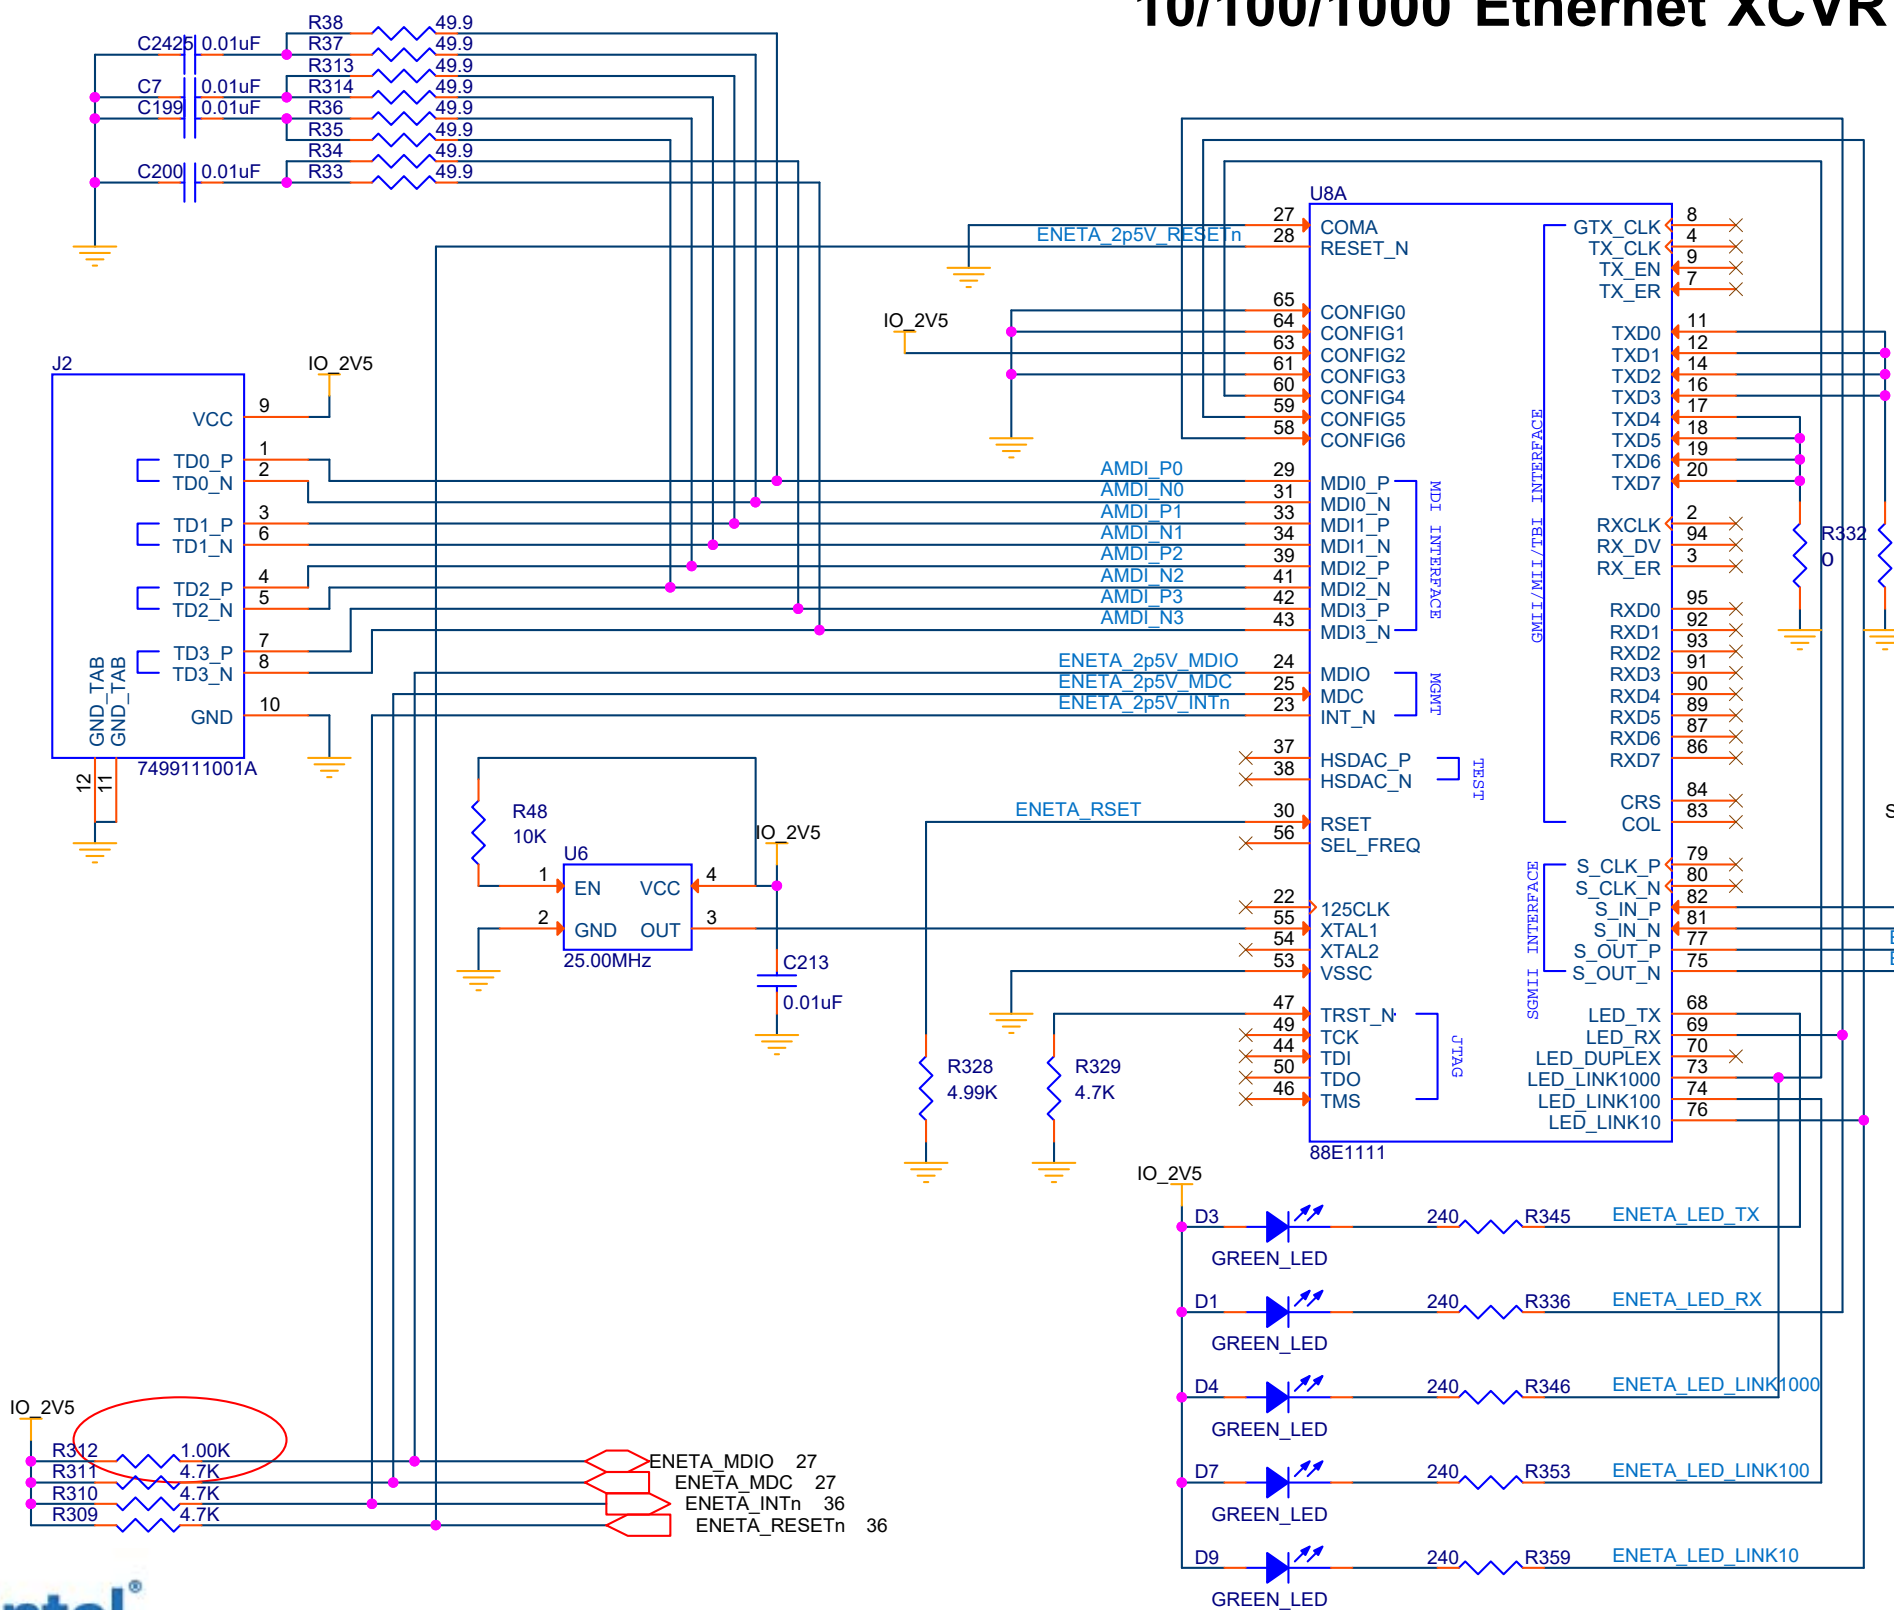 10/100/1000 Ethernet XCVR
R38 49.9
C2425 0.01uF R37 49.9
R313 49.9
C7 0.01uF R314 49.9
C199 0.01uF R36 49.9
R35 49.9
R34 49.9
C200 0.01uF R33 49.9
J2
IO_2V5
VCC 9
TD0_P 1
TD0_N 2
TD1_P 3
TD1_N 6
TD2_P 4
TD2_N 5
TD3_P 7
TD3_N 8
GND 10
GND_TAB
GND_TAB
12
11
7499111001A
ENETA_2p5V_RESETn
IO_2V5
AMDI_P0
AMDI_N0
AMDI_P1
AMDI_N1
AMDI_P2
AMDI_N2
AMDI_P3
AMDI_N3
ENETA_2p5V_MDIO
ENETA_2p5V_MDC
ENETA_2p5V_INTn
ENETA_RSET
R48
10K
IO_2V5
U6
1 EN VCC 4
2 GND OUT 3
25.00MHz
C213
0.01uF
R328
4.99K
R329
4.7K
U8A
27 COMA
28 RESET_N
65 CONFIG0
64 CONFIG1
63 CONFIG2
61 CONFIG3
60 CONFIG4
59 CONFIG5
58 CONFIG6
29 MDI0_P
31 MDI0_N
33 MDI1_P
34 MDI1_N
39 MDI2_P
41 MDI2_N
42 MDI3_P
43 MDI3_N
MDI INTERFACE
24 MDIO
25 MDC
23 INT_N
MGMT
37 HSDAC_P
38 HSDAC_N
TEST
30 RSET
56 SEL_FREQ
22 125CLK
55 XTAL1
54 XTAL2
53 VSSC
47 TRST_N
49 TCK
44 TDI
50 TDO
46 TMS
JTAG
GTX_CLK 8
TX_CLK 4
TX_EN 9
TX_ER 7
TXD0 11
TXD1 12
TXD2 14
TXD3 16
TXD4 17
TXD5 18
TXD6 19
TXD7 20
RXCLK 2
RX_DV 94
RX_ER 3
RXD0 95
RXD1 92
RXD2 93
RXD3 91
RXD4 90
RXD5 89
RXD6 87
RXD7 86
CRS 84
COL 83
GMII/MII/TBI INTERFACE
S_CLK_P 79
S_CLK_N 80
S_IN_P 82
S_IN_N 81
S_OUT_P 77
S_OUT_N 75
SGMII INTERFACE
LED_TX 68
LED_RX 69
LED_DUPLEX 70
LED_LINK1000 73
LED_LINK100 74
LED_LINK10 76
88E1111
R332
0
S
IO_2V5
D3 240 R345 ENETA_LED_TX
GREEN_LED
D1 240 R336 ENETA_LED_RX
GREEN_LED
D4 240 R346 ENETA_LED_LINK1000
GREEN_LED
D7 240 R353 ENETA_LED_LINK100
GREEN_LED
D9 240 R359 ENETA_LED_LINK10
GREEN_LED
IO_2V5
R312 1.00K ENETA_MDIO 27
R311 4.7K ENETA_MDC 27
R310 4.7K ENETA_INTn 36
R309 4.7K ENETA_RESETn 36